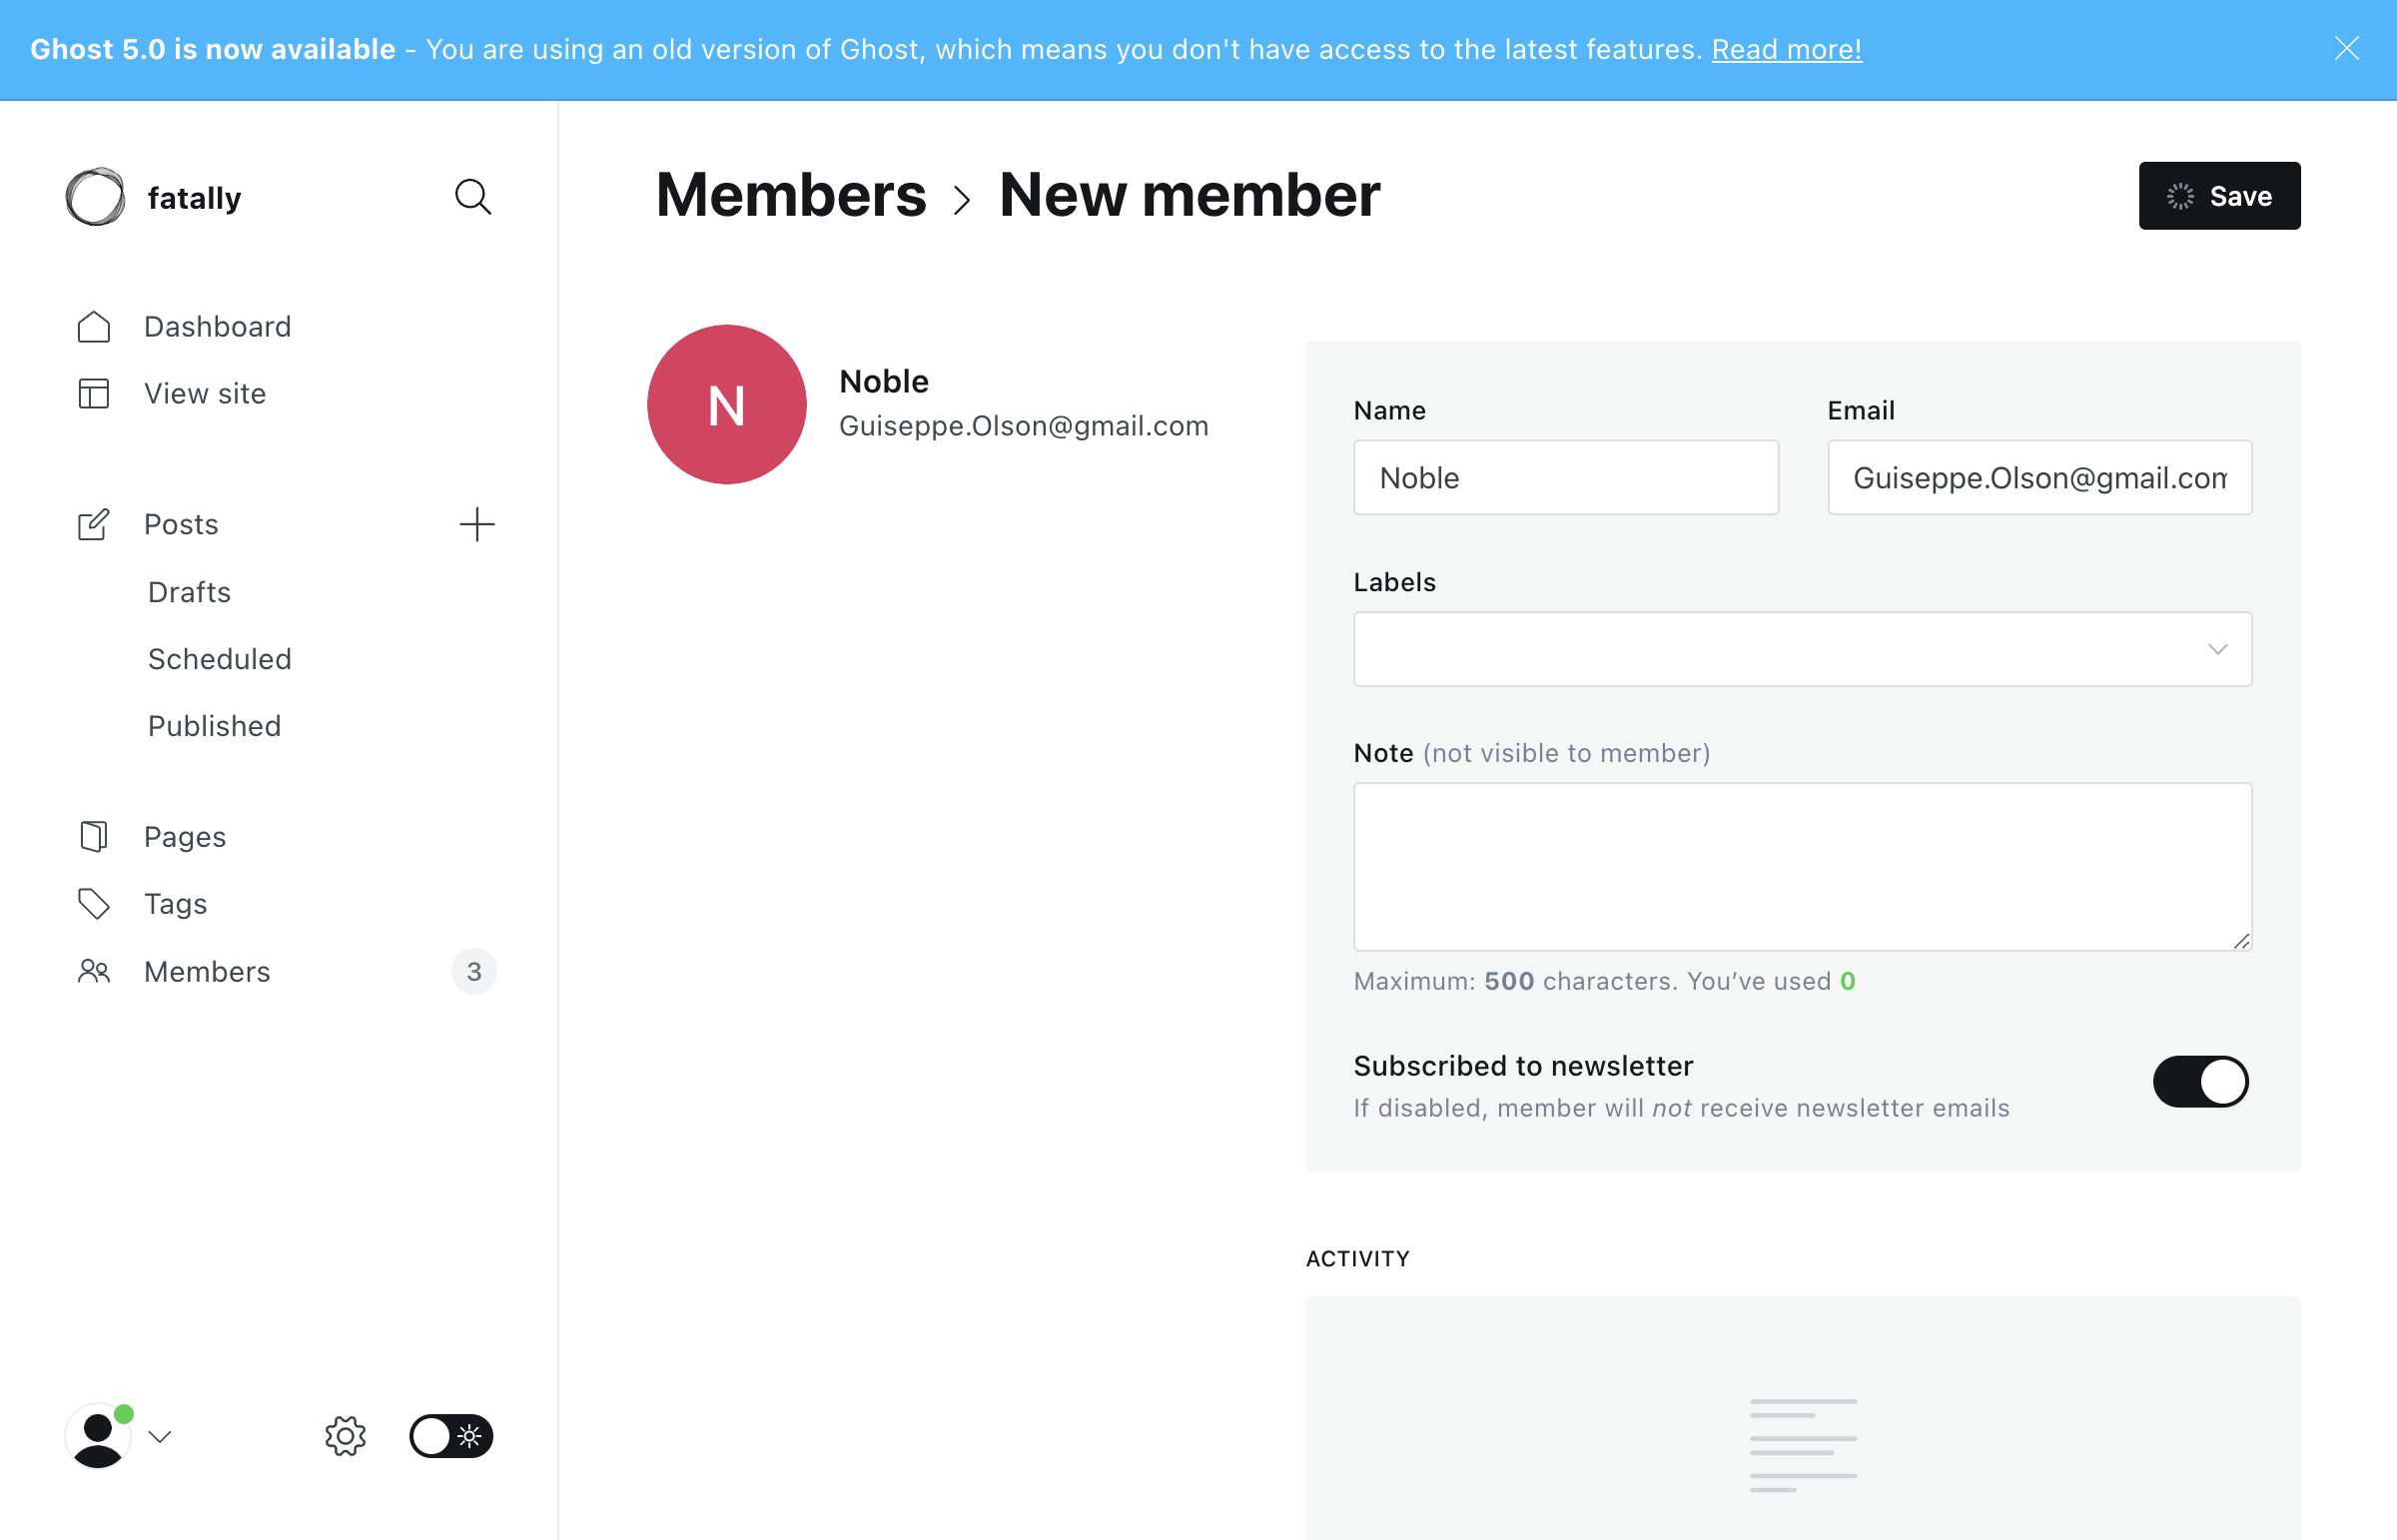 Ghost 5.0 is now available - You are using an old version of Ghost, which means you don't have access to the latest features. Read more!
fatally
Dashboard
View site
Posts
Drafts
Scheduled
Published
Pages
Tags
Members 3
Members > New member
Save
N
Noble
Guiseppe.Olson@gmail.com
Name
Noble
Email
Guiseppe.Olson@gmail.com
Labels
Note (not visible to member)
Maximum: 500 characters. You’ve used 0
Subscribed to newsletter
If disabled, member will not receive newsletter emails
ACTIVITY